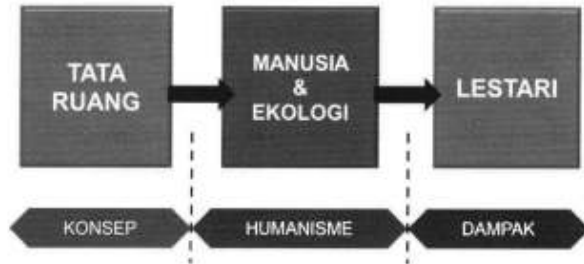 TATA
RUANG
MANUSIA
&
EKOLOGI
LESTARI
KONSEP
HUMANISME
DAMPAK